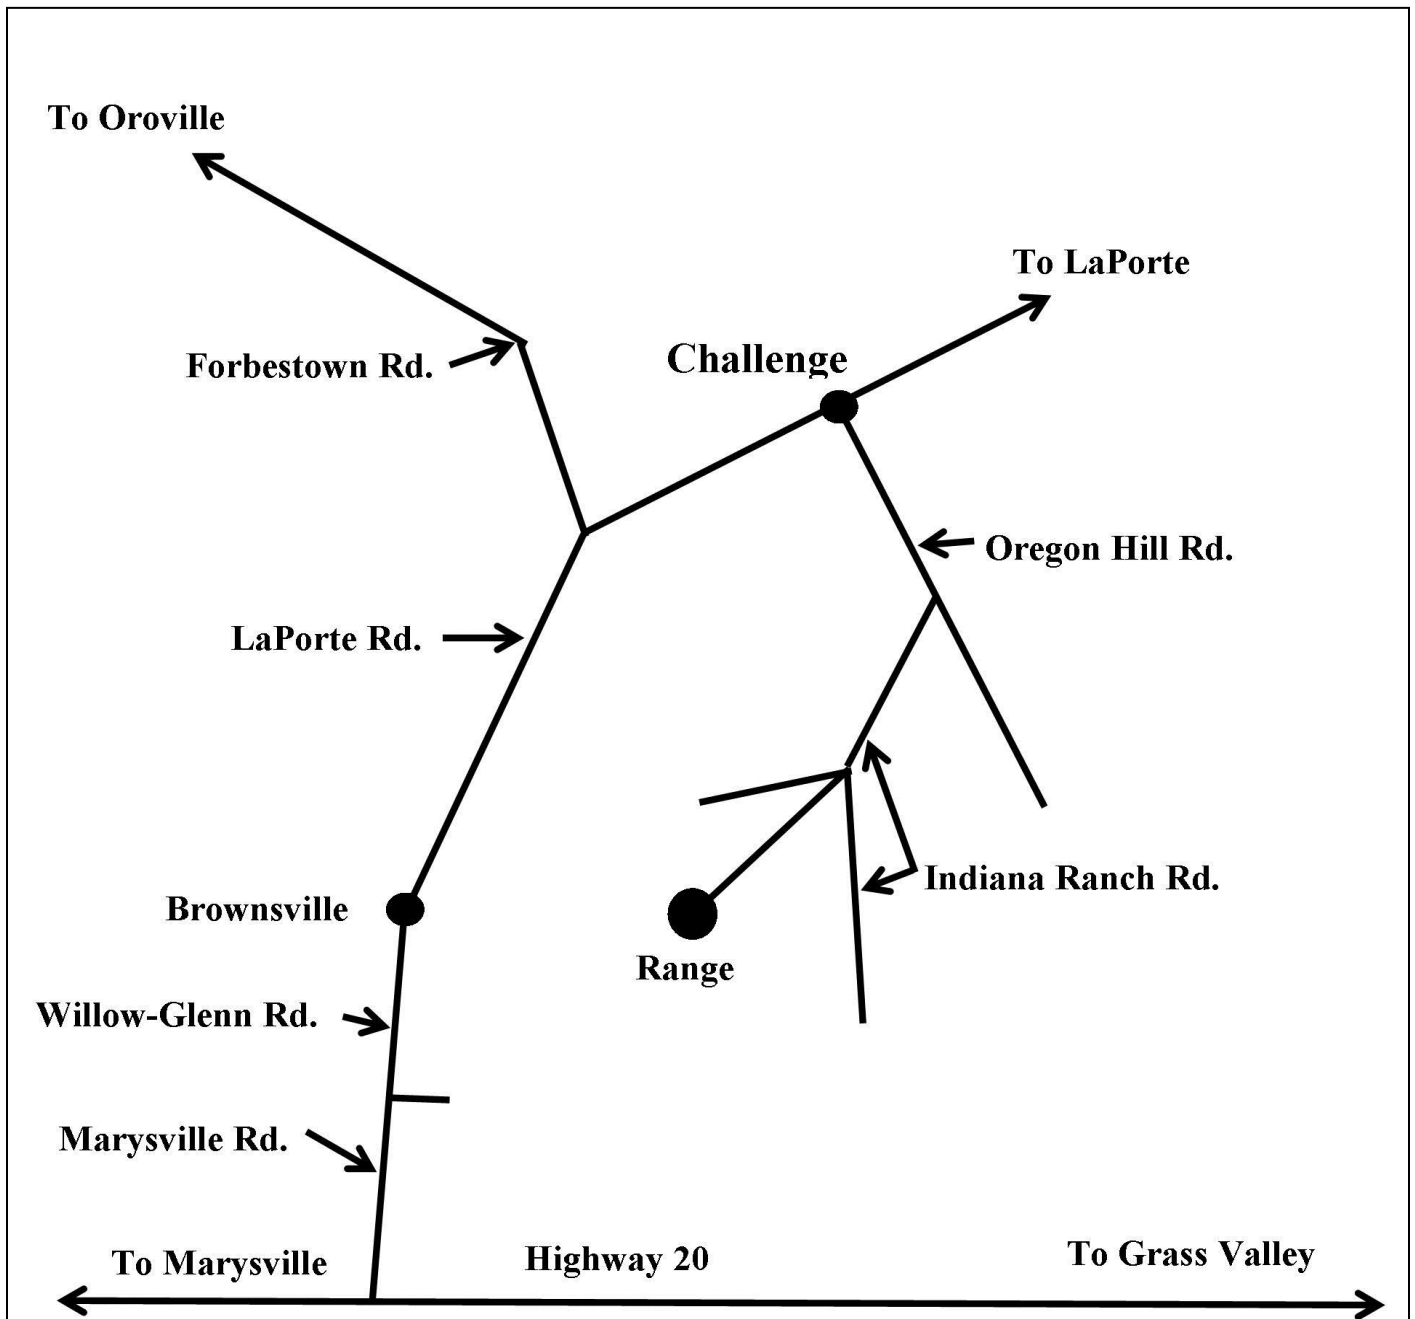 To Oroville
To LaPorte
Challenge
Forbestown Rd.
Oregon Hill Rd.
LaPorte Rd.
Indiana Ranch Rd.
Brownsville
Range
Willow-Glenn Rd.
Marysville Rd.
To Marysville
Highway 20
To Grass Valley